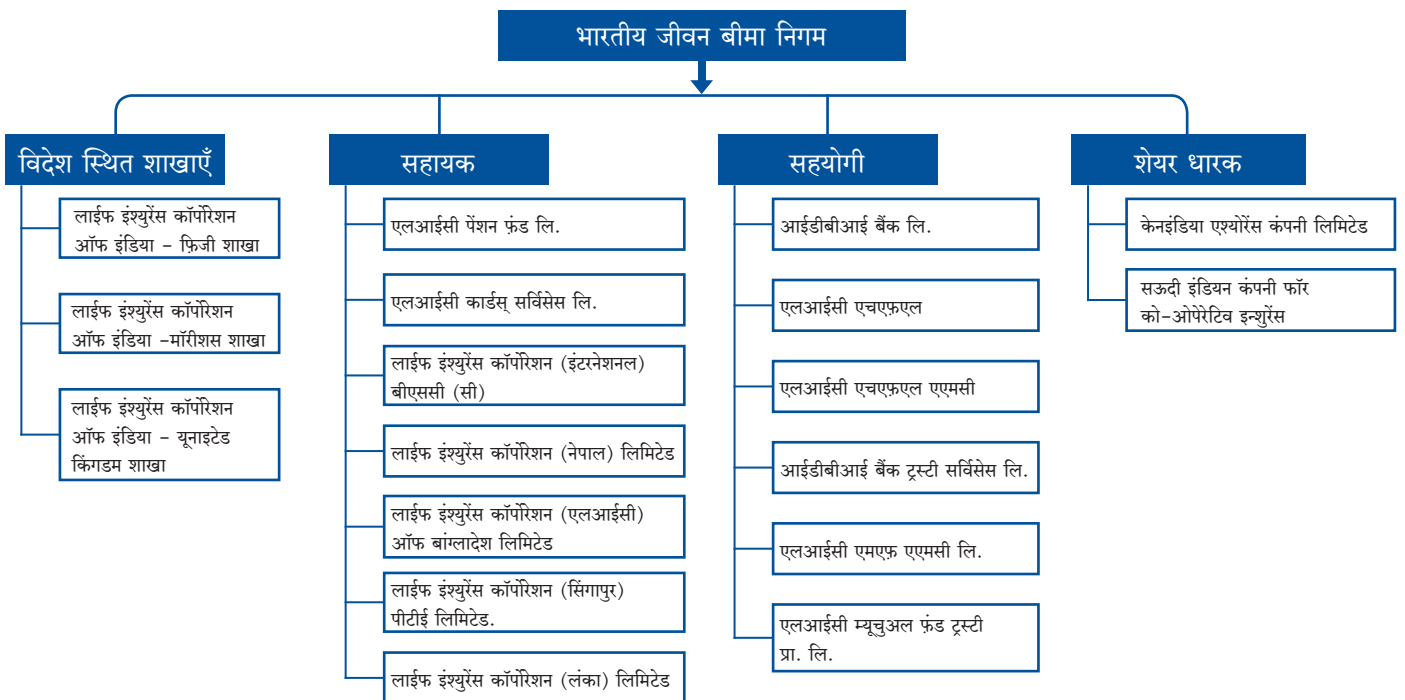 भारतीय जीवन बीमा निगम
विदेश स्थित शाखाएँ
लाईफ इंश्युरेंस कॉर्पोरेशन
ऑफ इंडिया - फ़िजी शाखा
लाईफ इंश्युरेंस कॉर्पोरेशन
ऑफ इंडिया -मॉरीशस शाखा
लाईफ इंश्युरेंस कॉर्पोरेशन
ऑफ इंडिया - यूनाइटेड
किंगडम शाखा
सहायक
एलआईसी पेंशन फ़ंड लि.
एलआईसी कार्डस् सर्विसेस लि.
लाईफ इंश्युरेंस कॉर्पोरेशन (इंटरनेशनल)
बीएससी (सी)
लाईफ इंश्युरेंस कॉर्पोरेशन (नेपाल) लिमिटेड
लाईफ इंश्युरेंस कॉर्पोरेशन (एलआईसी)
ऑफ बांग्लादेश लिमिटेड
लाईफ इंश्युरेंस कॉर्पोरेशन (सिंगापुर)
पीटीई लिमिटेड.
लाईफ इंश्युरेंस कॉर्पोरेशन (लंका) लिमिटेड
सहयोगी
आईडीबीआई बैंक लि.
एलआईसी एचएफ़एल
एलआईसी एचएफ़एल एएमसी
आईडीबीआई बैंक ट्रस्टी सर्विसेस लि.
एलआईसी एमएफ़ एएमसी लि.
एलआईसी म्यूचुअल फ़ंड ट्रस्टी
प्रा. लि.
शेयर धारक
केनइंडिया एश्योरेंस कंपनी लिमिटेड
सऊदी इंडियन कंपनी फॉर
को-ओपेरेटिव इन्शुरेंस